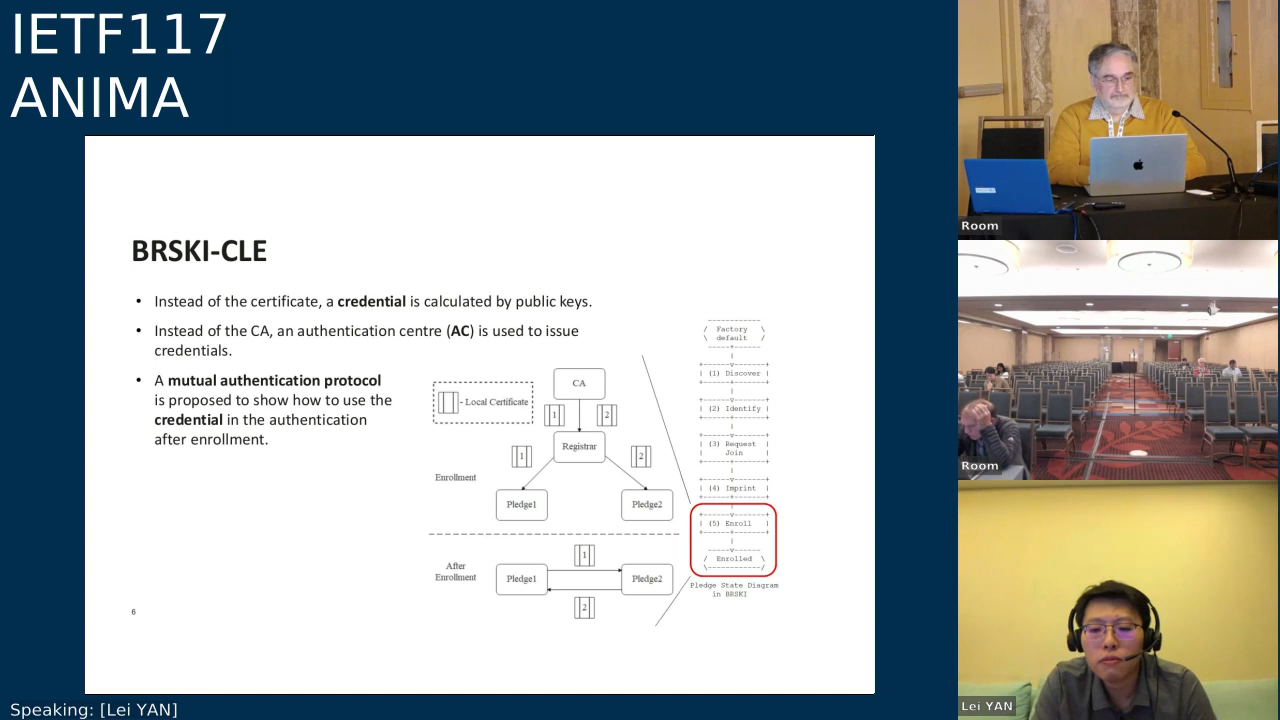 IETF117
ANIMA
BRSKI-CLE
• Instead of the certificate, a credential is calculated by public keys.
• Instead of the CA, an authentication centre (AC) is used to issue
credentials.
• A mutual authentication protocol
is proposed to show how to use the
credential in the authentication
after enrollment.
- Local Certificate
CA
1
2
Registrar
1
2
Enrollment
Pledge1
Pledge2
After
Enrollment
1
Pledge1
Pledge2
2
------------
/ Factory \
\ default /
-----+------
|
+------v-------+
| (1) Discover |
+------+-------+
|
+------v-------+
| (2) Identify |
+------+-------+
|
+------v-------+
| (3) Request |
| Join |
+------+-------+
|
+------v-------+
| (4) Imprint |
+------+-------+
|
+------v-------+
| (5) Enroll |
+------+-------+
|
-----v------
/ Enrolled \
\------------/
Pledge State Diagram
in BRSKI
6
Room
Room
Lei YAN
Speaking: [Lei YAN]